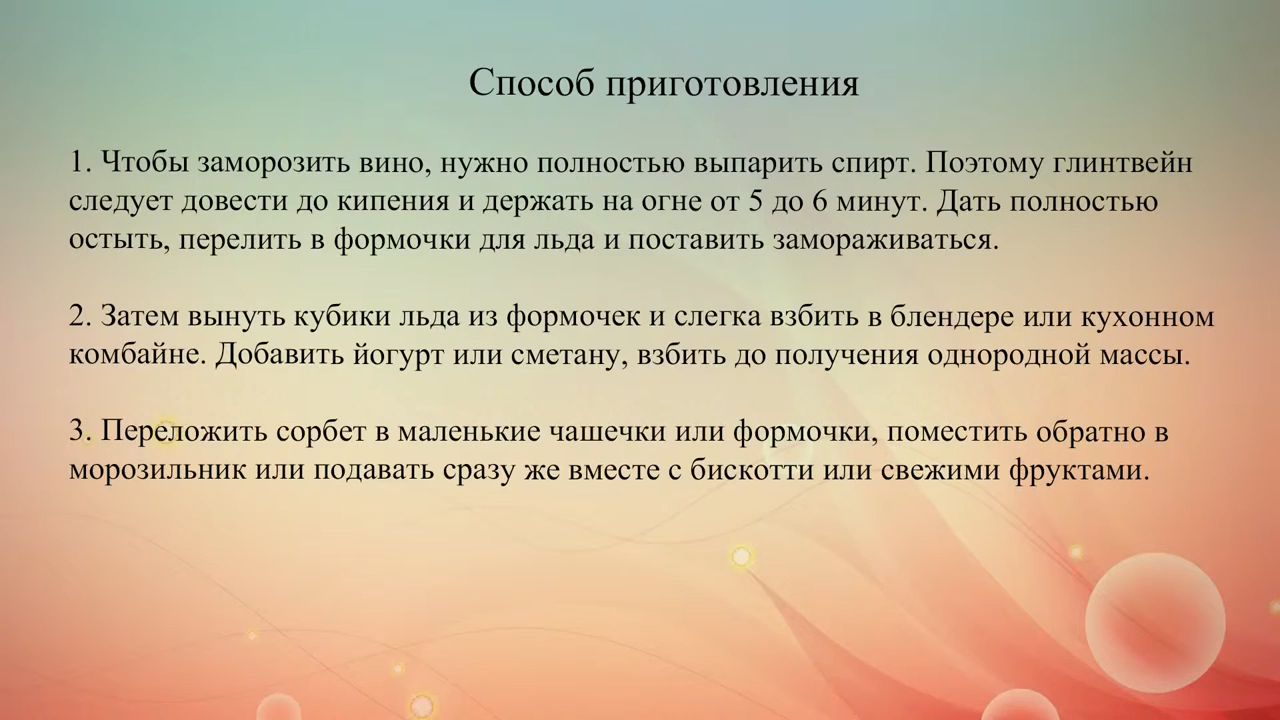 Способ приготовления
1. Чтобы заморозить вино, нужно полностью выпарить спирт. Поэтому глинтвейн
следует довести до кипения и держать на огне от 5 до 6 минут. Дать полностью
остыть, перелить в формочки для льда и поставить замораживаться.
2. Затем вынуть кубики льда из формочек и слегка взбить в блендере или кухонном
комбайне. Добавить йогурт или сметану, взбить до получения однородной массы.
3. Переложить сорбет в маленькие чашечки или формочки, поместить обратно в
морозильник или подавать сразу же вместе с бискотти или свежими фруктами.